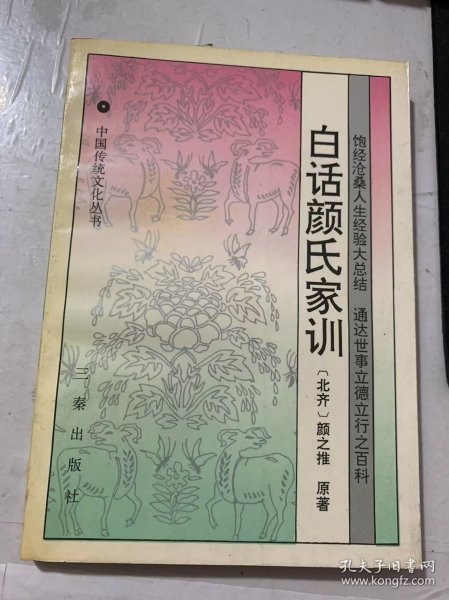 饱经沧桑人生经验大总结 通达世事立德立行之百科
白话颜氏家训
〔北齐〕颜之推 原著
中国传统文化丛书
三秦出版社
孔夫子旧书网
www.kongfz.com